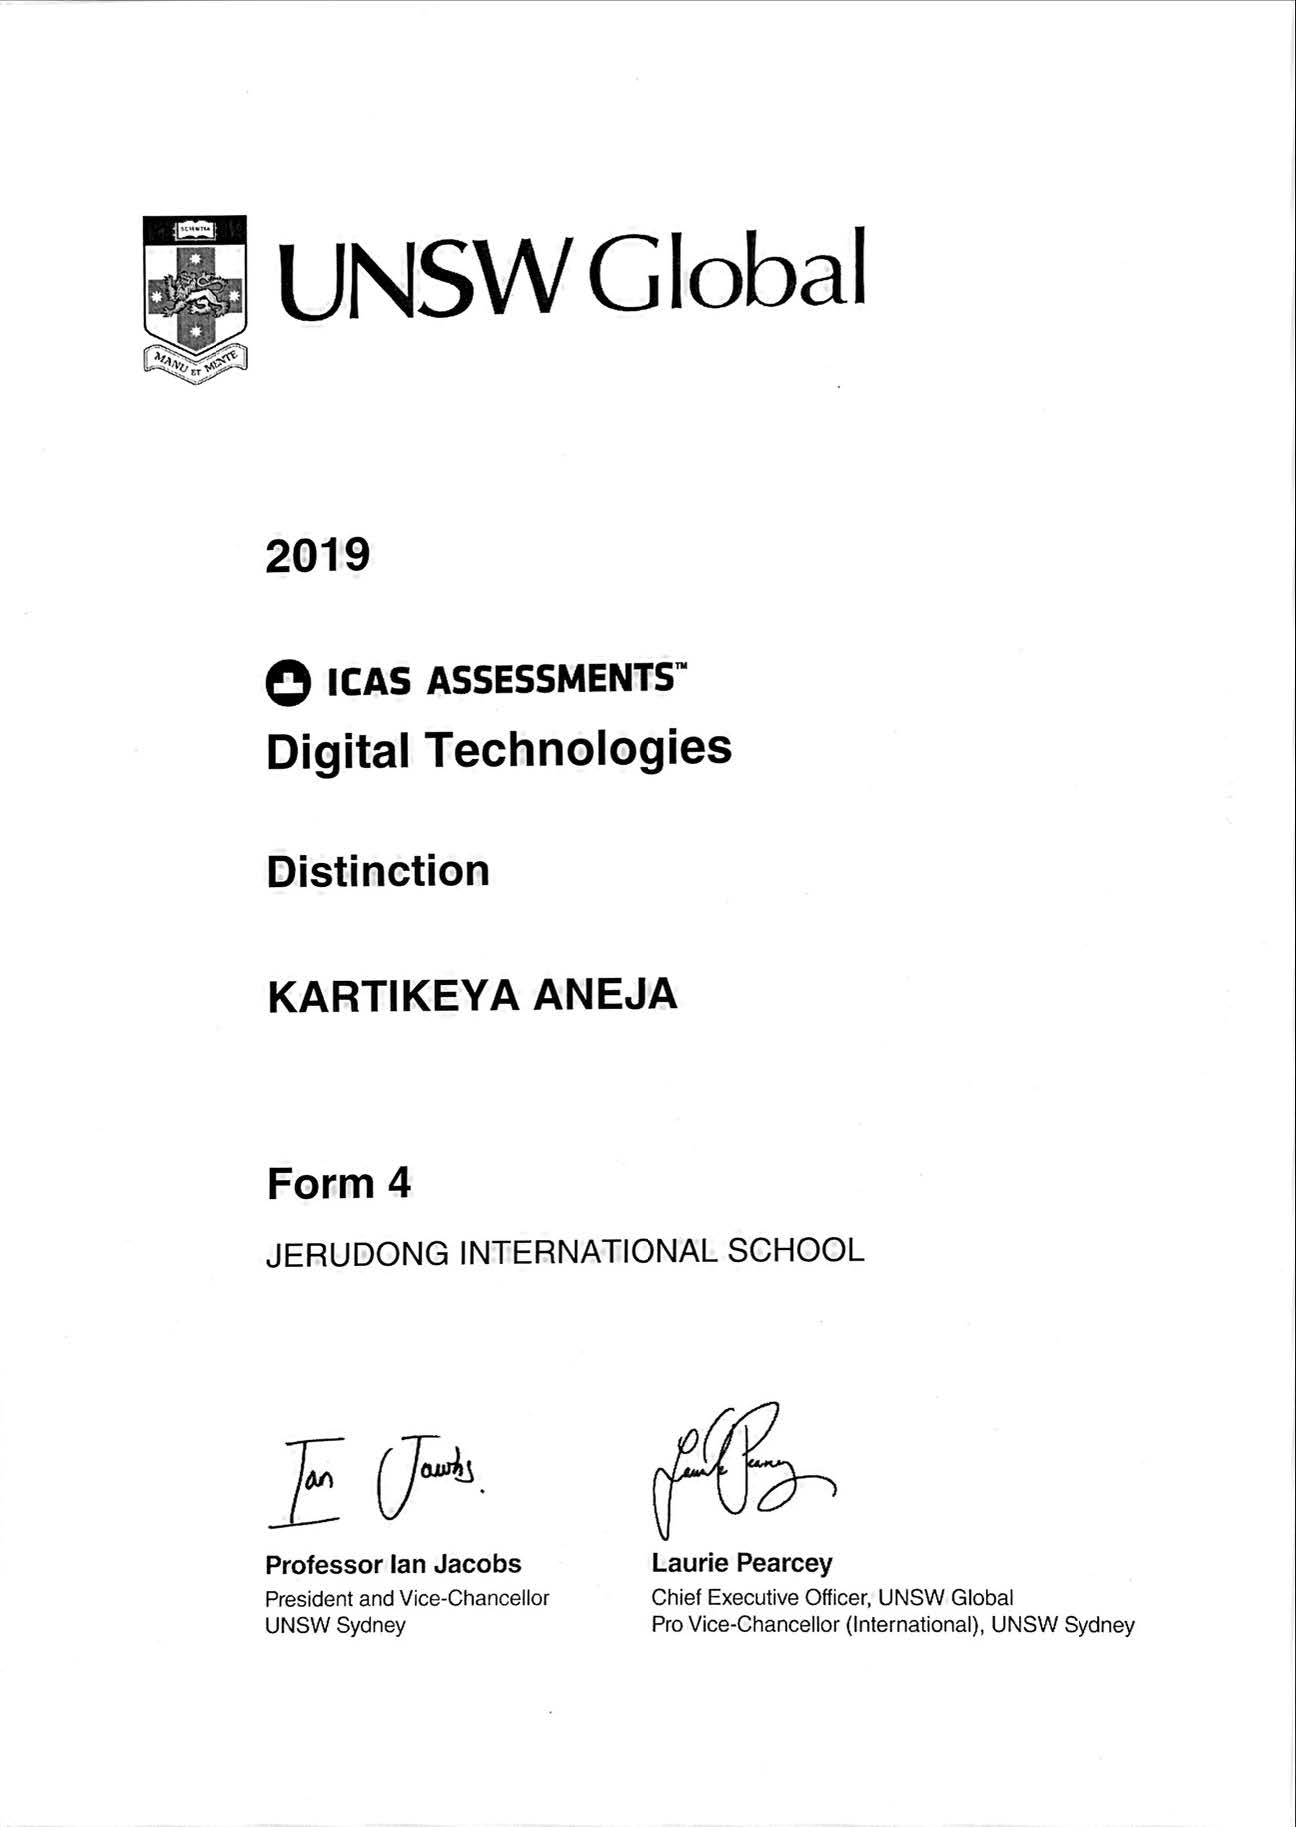 SCIENTIA
UNSW Global
MANU ET MENTE
2019
ICAS ASSESSMENTS™
Digital Technologies
Distinction
KARTIKEYA ANEJA
Form 4
JERUDONG INTERNATIONAL SCHOOL
Ian Jacobs.
Laurie Pearcey
Professor Ian Jacobs
President and Vice-Chancellor
UNSW Sydney
Laurie Pearcey
Chief Executive Officer, UNSW Global
Pro Vice-Chancellor (International), UNSW Sydney